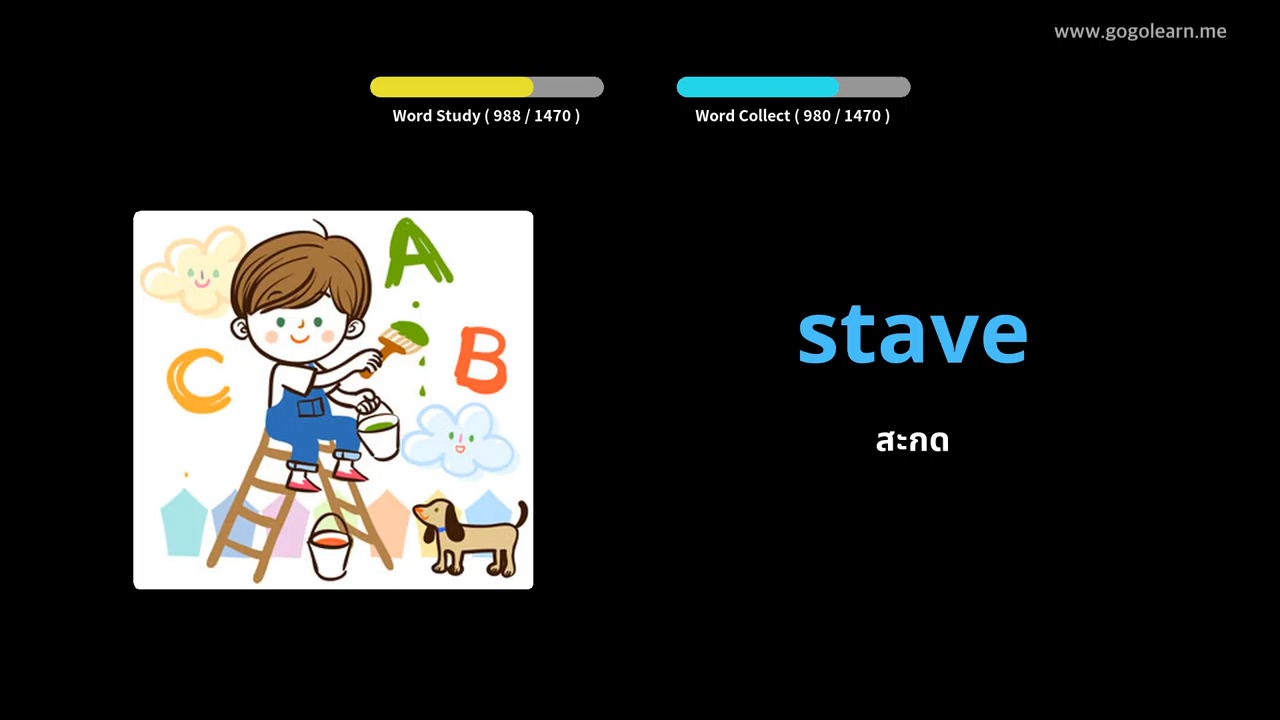 www.gogolearn.me
Word Study ( 988 / 1470 )
Word Collect ( 980 / 1470 )
A
B
C
stave
สะกด